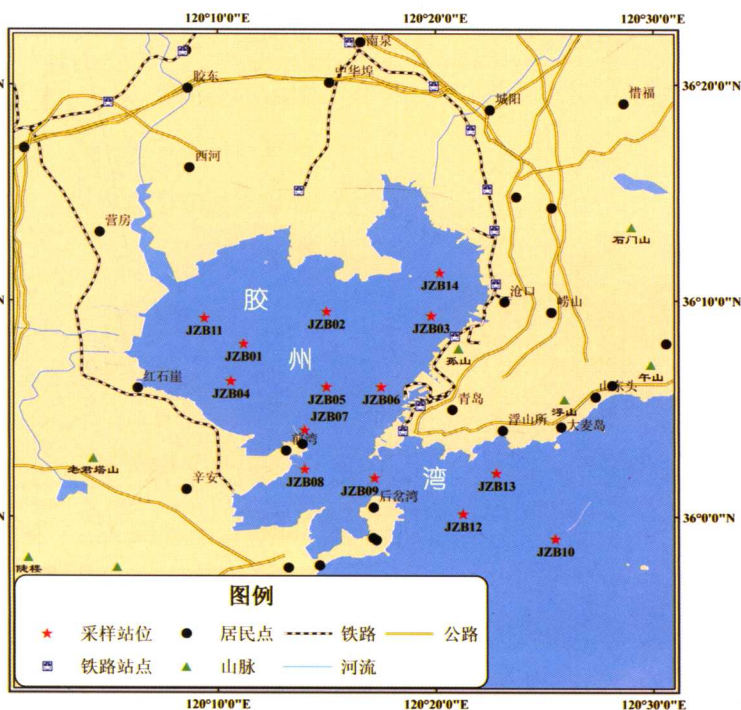 120°10'0"E
120°20'0"E
120°30'0"E
南泉
胶东
中华埠
城阳
惜福
36°20'0"N
西河
营房
石门山
JZB14
沧口
36°10'0"N
胶
JZB11
JZB02
JZB03
崂山
JZB01
州
孤山
红石崖
JZB04
JZB05
JZB06
午山
山东头
青岛
浮山
JZB07
浮山所
大麦岛
老君塔山
辛安
JZB08
JZB09
湾
JZB13
后岔湾
JZB12
36°0'0"N
JZB10
陡楼
图例
采样站位
居民点
铁路
公路
铁路站点
山脉
河流
120°10'0"E
120°20'0"E
120°30'0"E